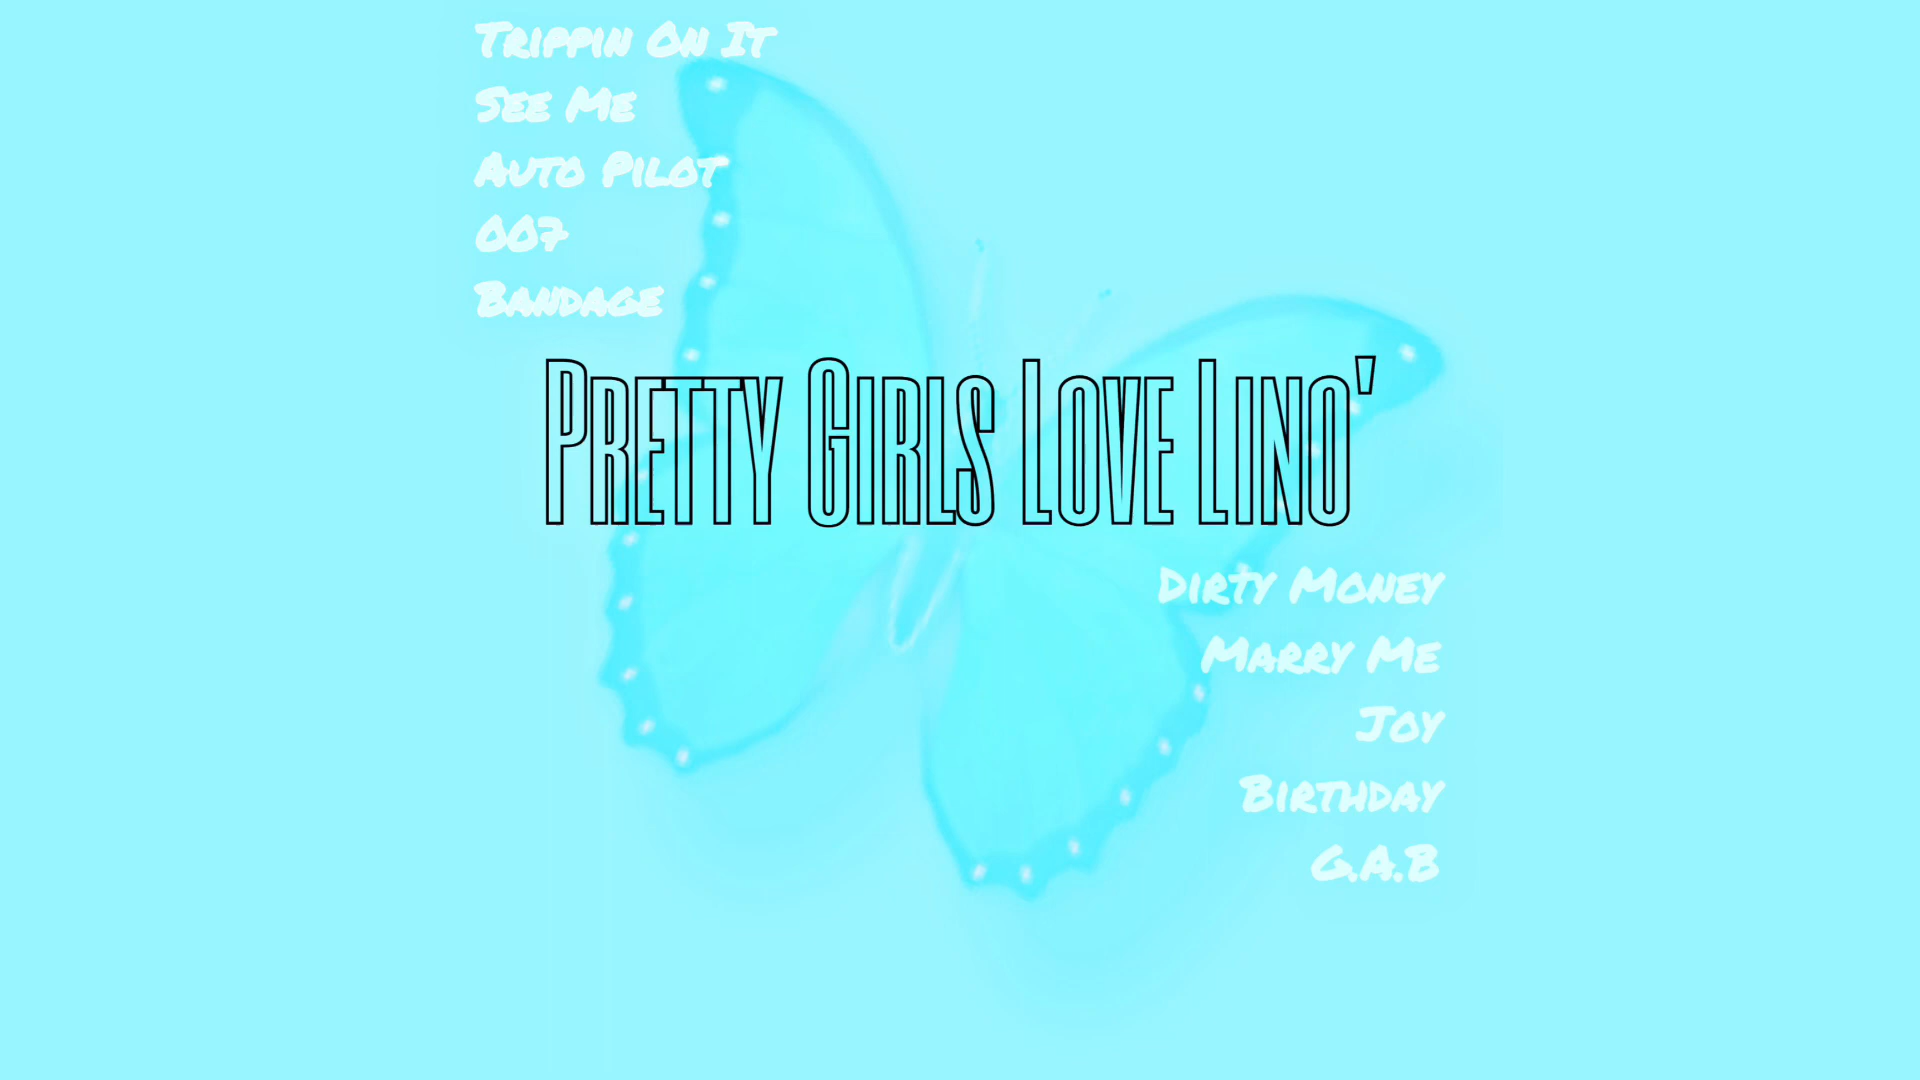 Trippin On It
See Me
Auto Pilot
007
Bandage
Pretty Girls Love Lino'
Dirty Money
Marry Me
Joy
Birthday
G.A.B